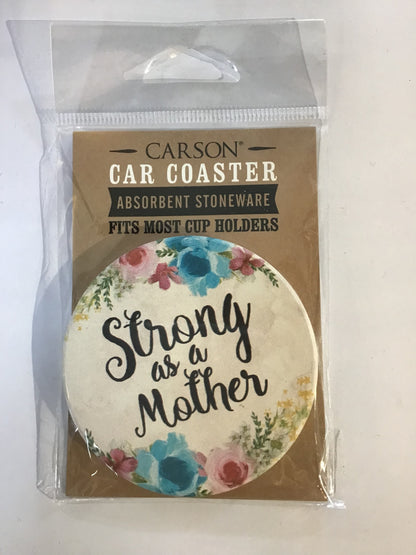 CARSON®
CAR COASTER
ABSORBENT STONEWARE
FITS MOST CUP HOLDERS
Strong
as a
Mother